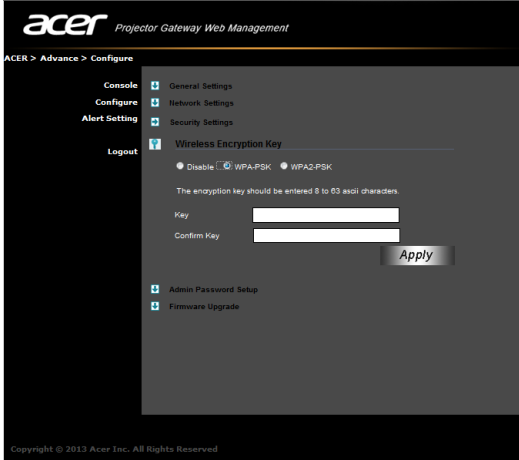 acer Projector Gateway Web Management
ACER > Advance > Configure
Console
Configure
Alert Setting
Logout
General Settings
Network Settings
Security Settings
Wireless Encryption Key
Disable WPA-PSK WPA2-PSK
The encryption key should be entered 8 to 63 ascii characters.
Key
Confirm Key
Apply
Admin Password Setup
Firmware Upgrade
Copyright © 2013 Acer Inc. All Rights Reserved